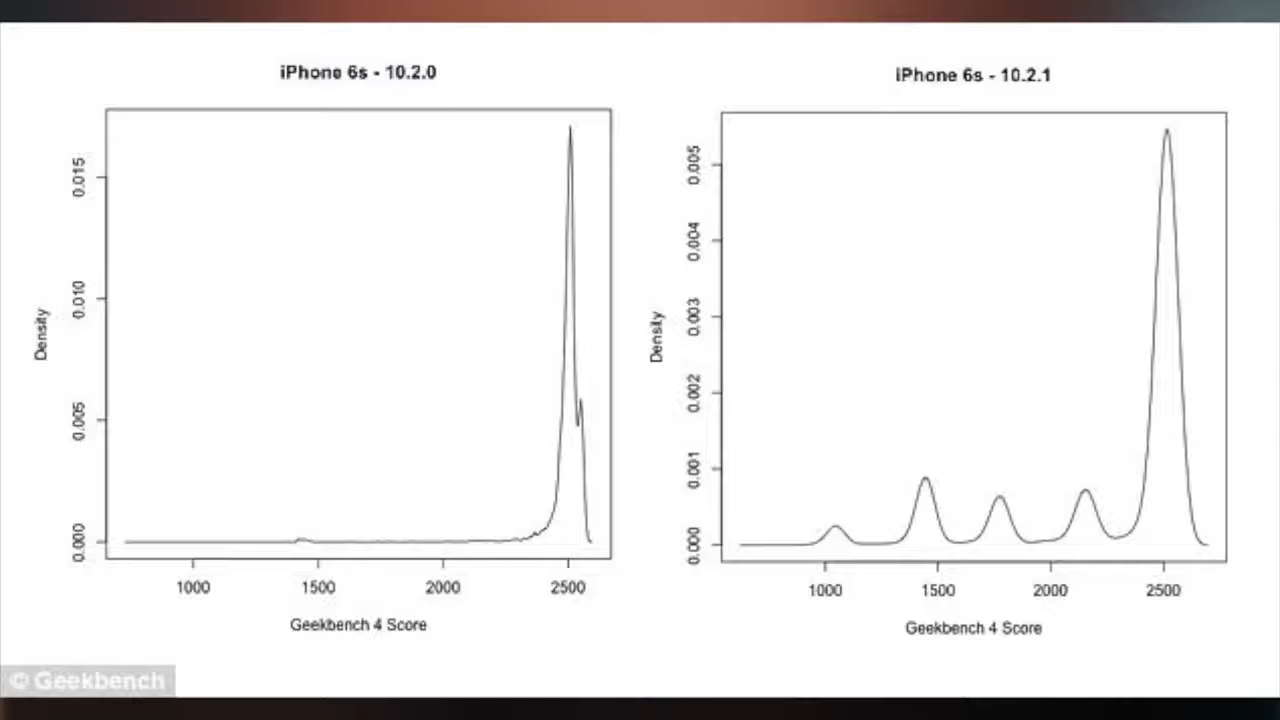 iPhone 6s - 10.2.0
Density
0.000
0.005
0.010
0.015
1000
1500
2000
2500
Geekbench 4 Score
iPhone 6s - 10.2.1
Density
0.000
0.001
0.002
0.003
0.004
0.005
1000
1500
2000
2500
Geekbench 4 Score
© Geekbench